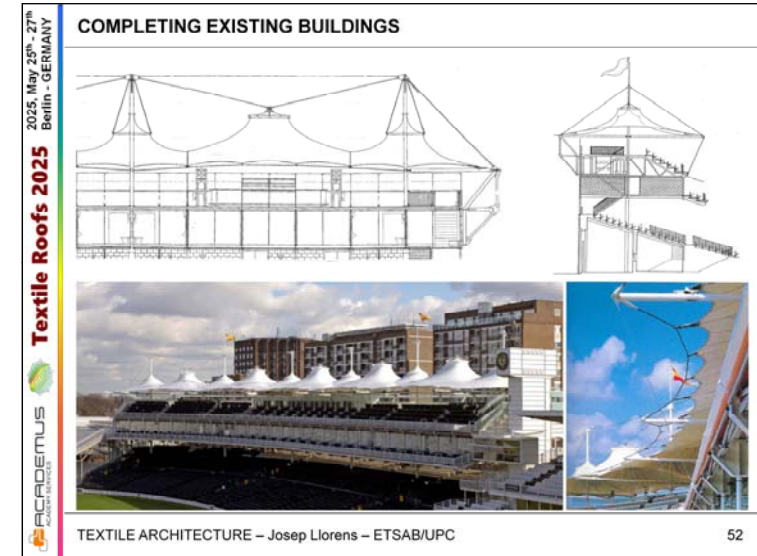 COMPLETING EXISTING BUILDINGS
2025, May 25th - 27th
Berlin - GERMANY
Textile Roofs 2025
ACADEMUS
ACADEMY SERVICES
TEXTILE ARCHITECTURE – Josep Llorens – ETSAB/UPC
52